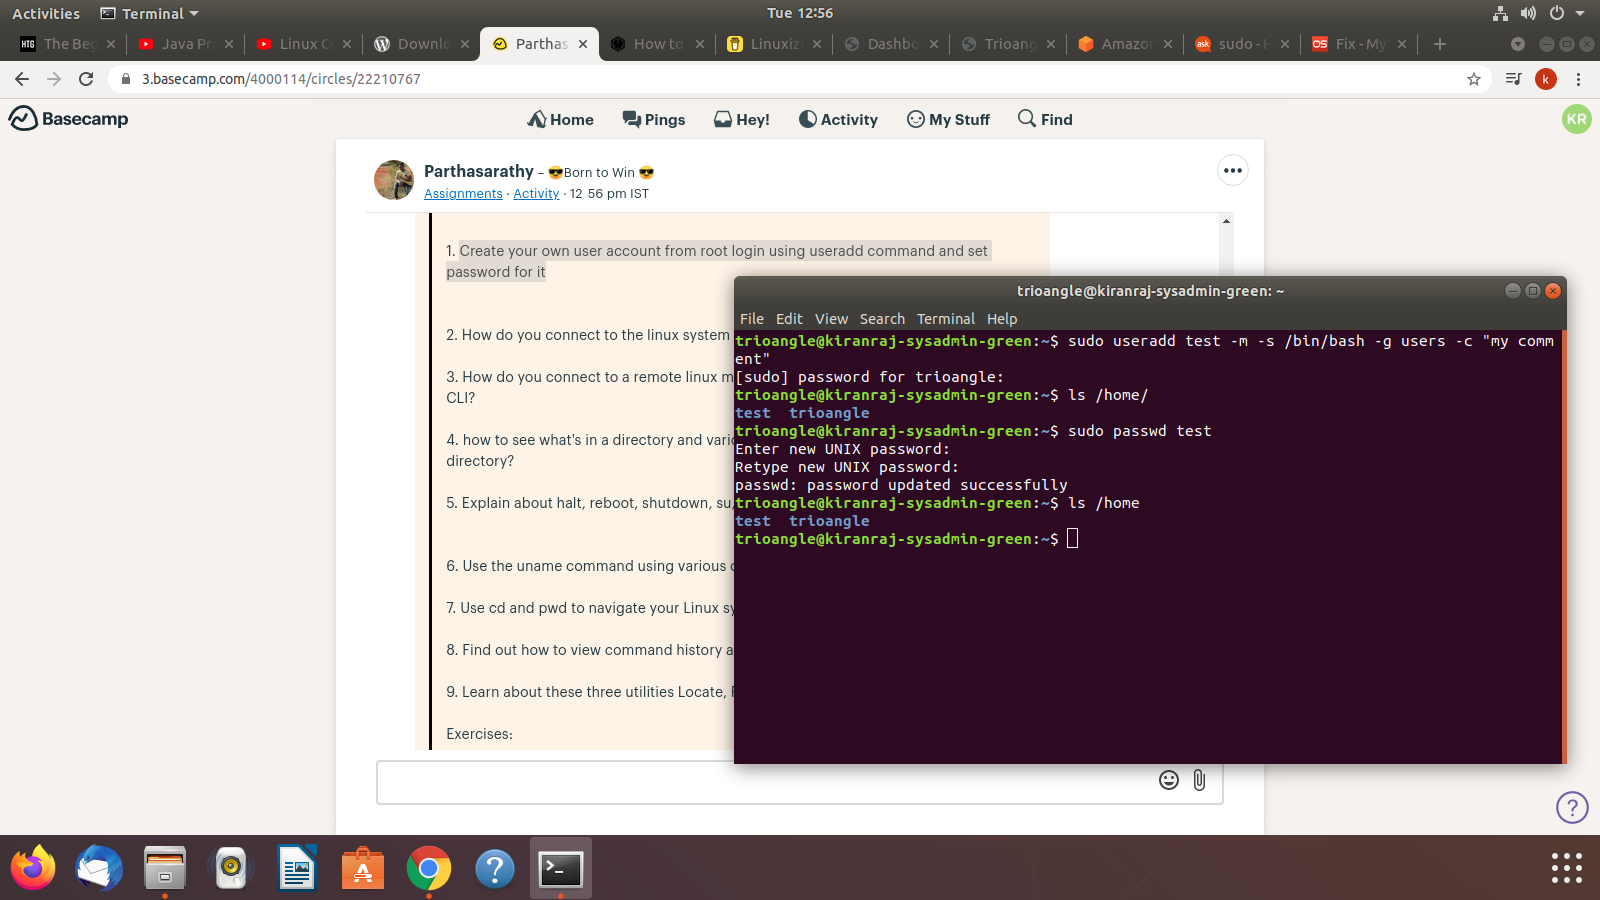 Activities
Terminal
Tue 12:56
The Beg
Java Pr
Linux C
Downlo
Parthas
How to
Linuxiz
Dashbo
Trioang
Amazon
sudo - H
Fix - My
HTG
ask
OS
3.basecamp.com/4000114/circles/22210767
k
Basecamp
Home
Pings
Hey!
Activity
My Stuff
Find
KR
Parthasarathy - 😎Born to Win 😎
Assignments · Activity · 12 56 pm IST
1. Create your own user account from root login using useradd command and set
password for it
2. How do you connect to the linux system
3. How do you connect to a remote linux m
CLI?
4. how to see what's in a directory and vario
directory?
5. Explain about halt, reboot, shutdown, su,
6. Use the uname command using various o
7. Use cd and pwd to navigate your Linux sy
8. Find out how to view command history a
9. Learn about these three utilities Locate, F
Exercises:
trioangle@kiranraj-sysadmin-green: ~
File Edit View Search Terminal Help
trioangle@kiranraj-sysadmin-green:~$ sudo useradd test -m -s /bin/bash -g users -c "my comm
ent"
[sudo] password for trioangle:
trioangle@kiranraj-sysadmin-green:~$ ls /home/
test trioangle
trioangle@kiranraj-sysadmin-green:~$ sudo passwd test
Enter new UNIX password:
Retype new UNIX password:
passwd: password updated successfully
trioangle@kiranraj-sysadmin-green:~$ ls /home
test trioangle
trioangle@kiranraj-sysadmin-green:~$